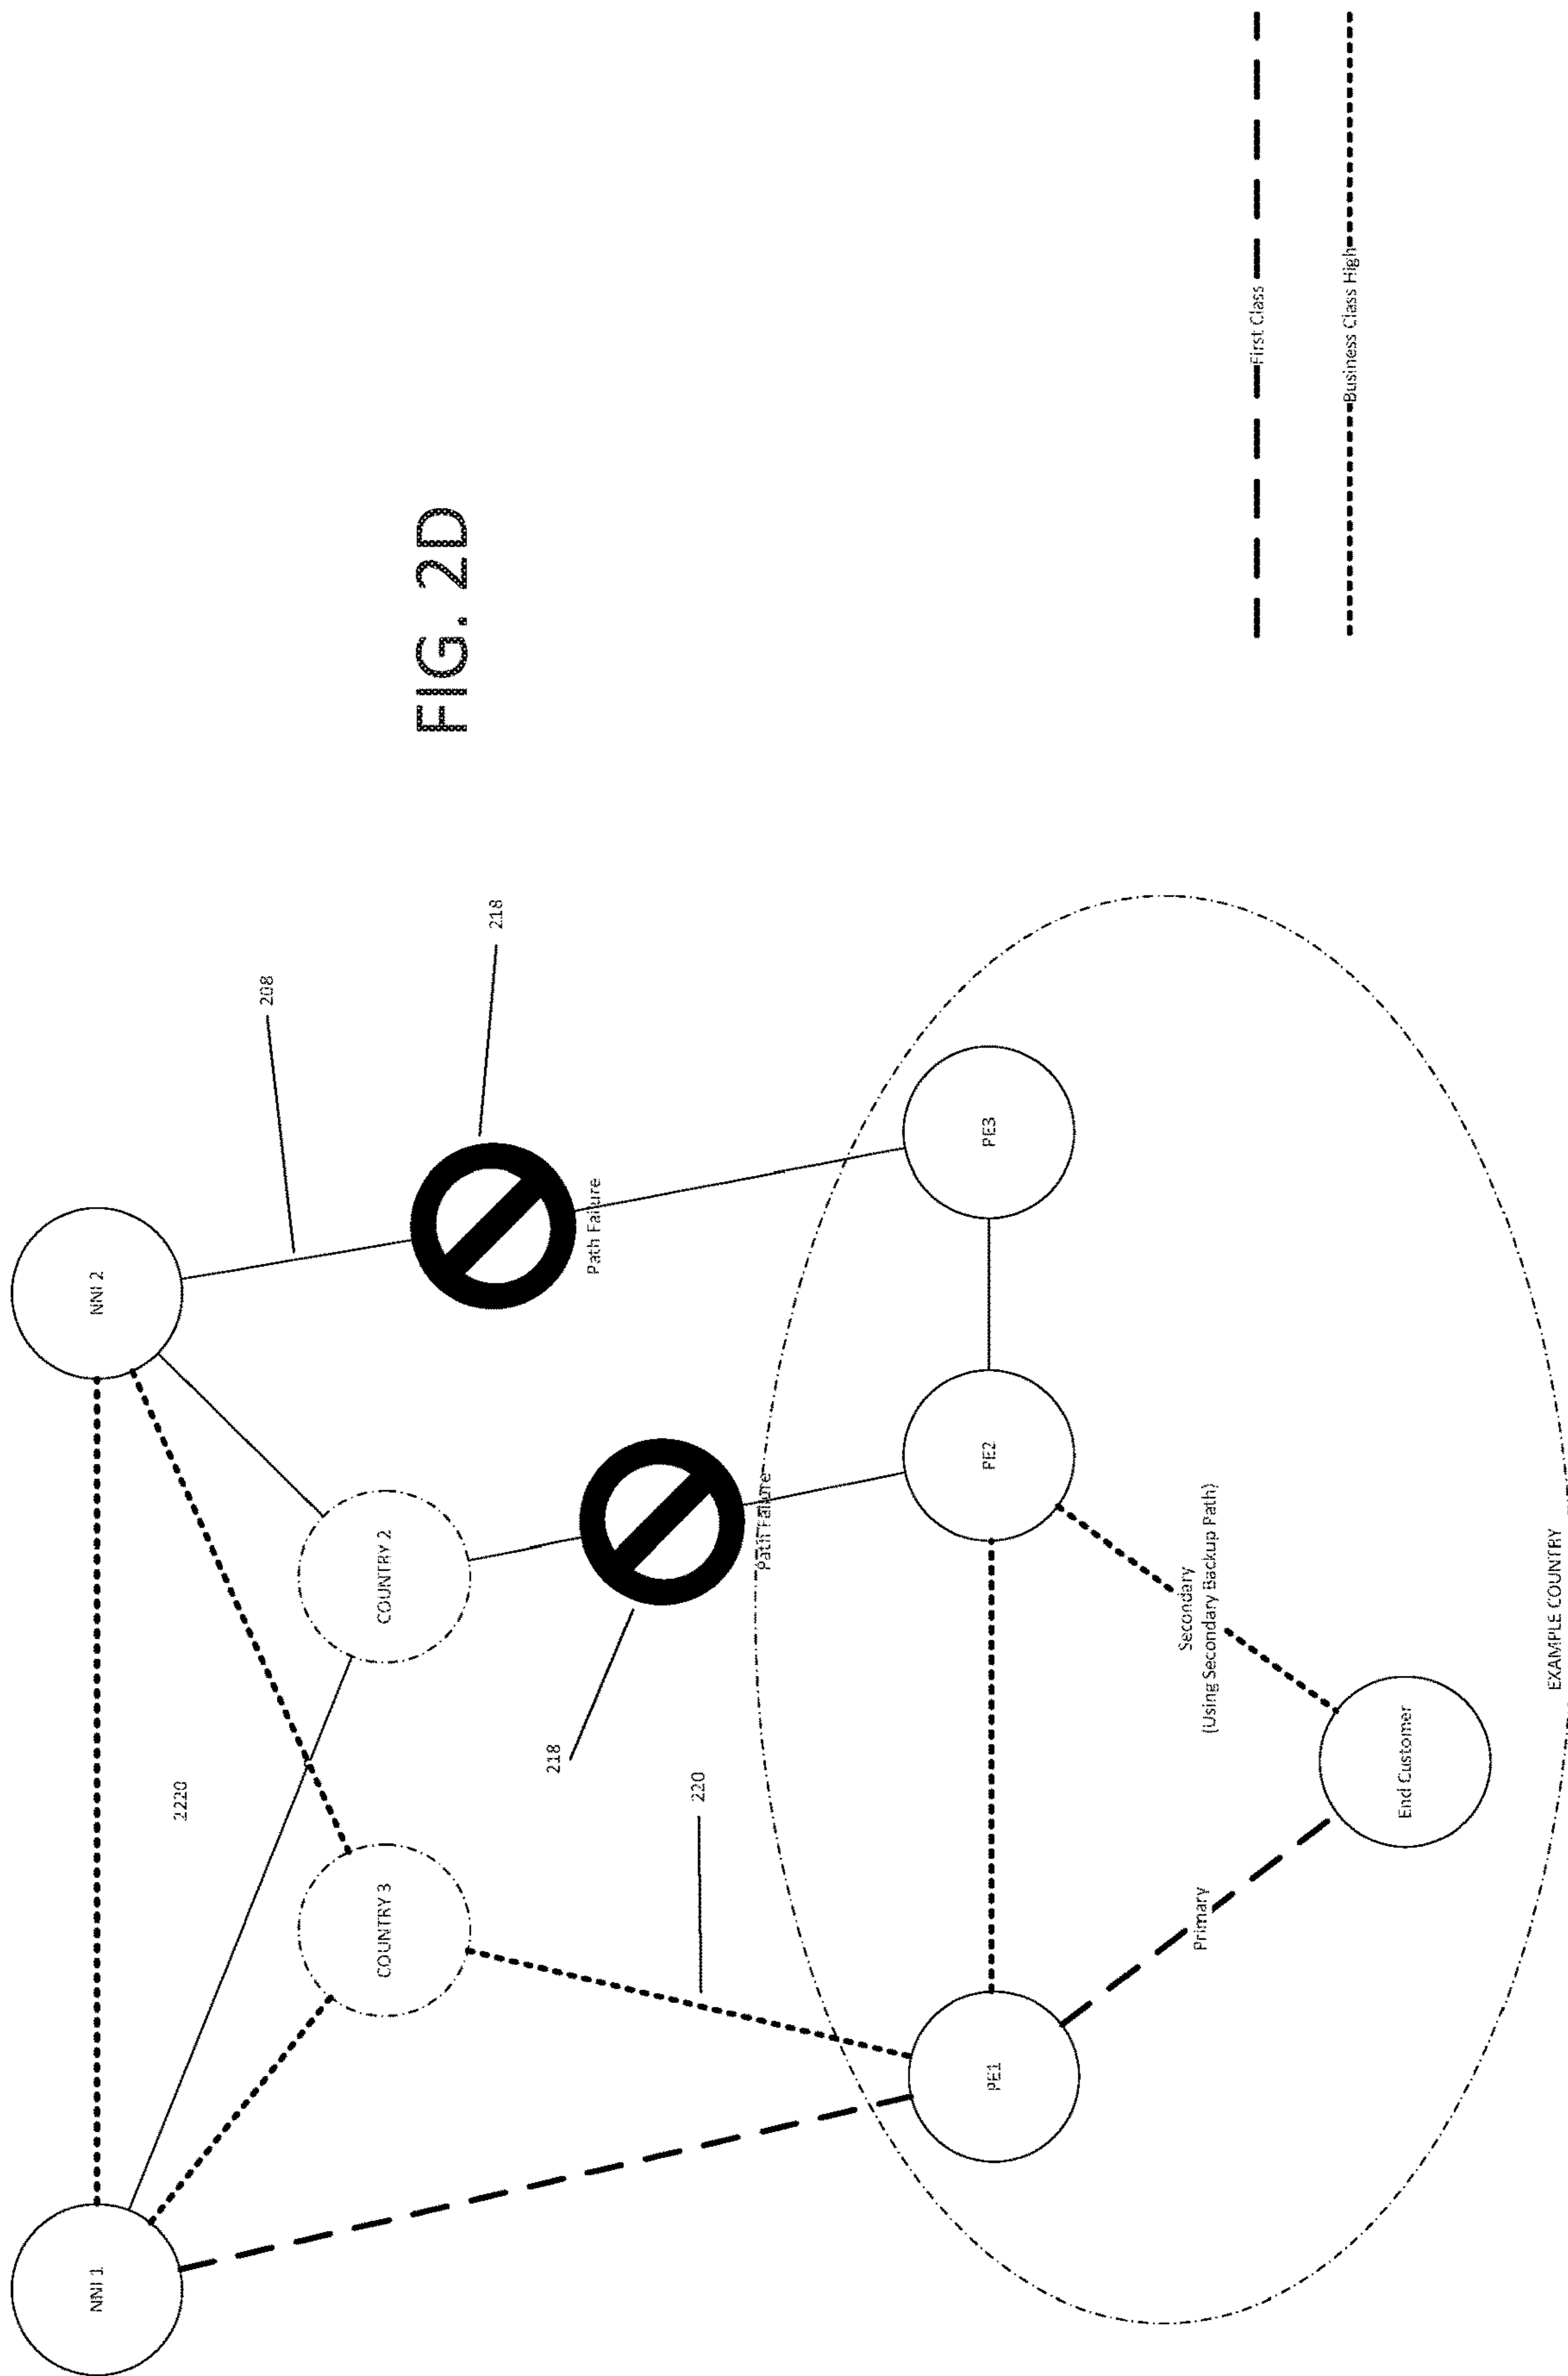 NNI 1
NNI 2
2220
208
COUNTRY 3
COUNTRY 2
218
Path Failure
218
Path Failure
220
PE1
PE2
PE3
Primary
Secondary
(Using Secondary Backup Path)
End Customer
EXAMPLE COUNTRY
FIG. 2D
First Class
Business Class High